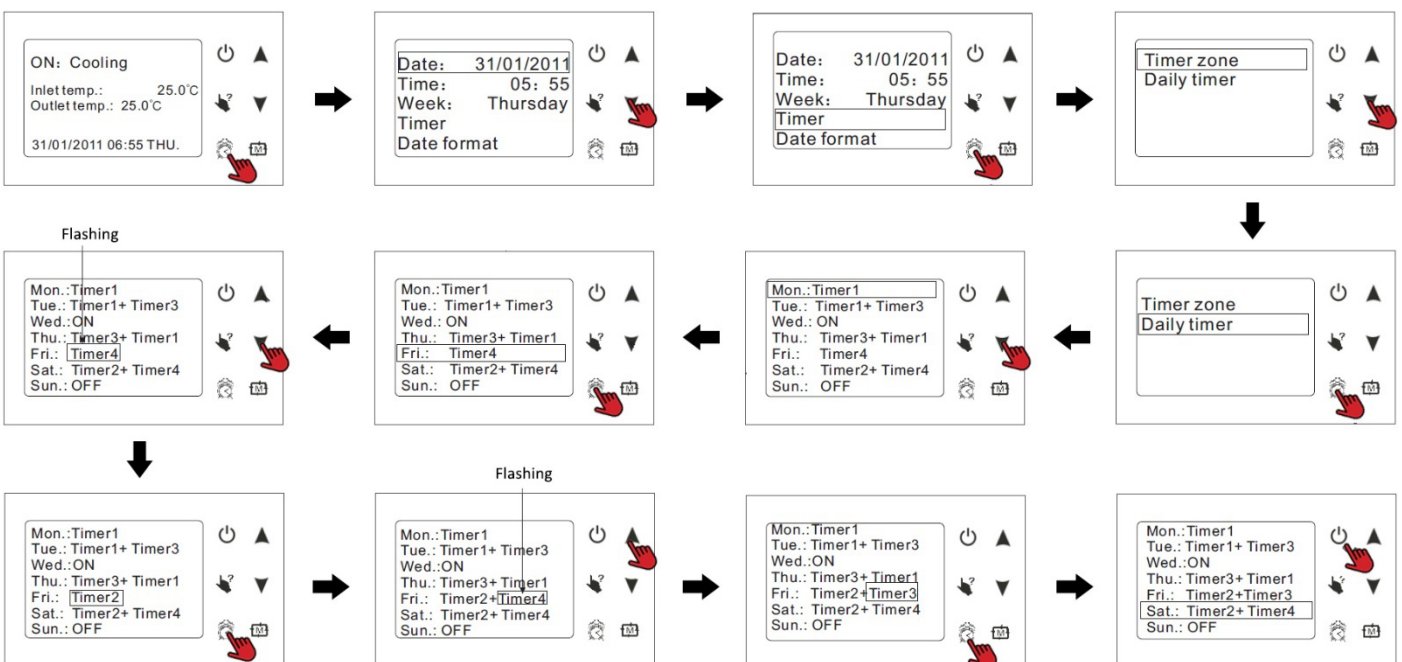 ON: Cooling
Inlet temp.: 25.0℃
Outlet temp.: 25.0℃
31/01/2011 06:55 THU.
?
M
Date: 31/01/2011
Time: 05: 55
Week: Thursday
Timer
Date format
?
M
Date: 31/01/2011
Time: 05: 55
Week: Thursday
Timer
Date format
?
M
Timer zone
Daily timer
?
M
Timer zone
Daily timer
?
M
Mon.:Timer1
Tue.: Timer1+ Timer3
Wed.: ON
Thu.: Timer3+ Timer1
Fri.: Timer4
Sat.: Timer2+ Timer4
Sun.: OFF
?
M
Mon.:Timer1
Tue.: Timer1+ Timer3
Wed.: ON
Thu.: Timer3+ Timer1
Fri.: Timer4
Sat.: Timer2+ Timer4
Sun.: OFF
?
M
Flashing
Mon.:Timer1
Tue.: Timer1+ Timer3
Wed.:ON
Thu.: Timer3+ Timer1
Fri.: Timer4
Sat.: Timer2+ Timer4
Sun.: OFF
?
M
Mon.:Timer1
Tue.: Timer1+ Timer3
Wed.:ON
Thu.: Timer3+ Timer1
Fri.: Timer2
Sat.: Timer2+ Timer4
Sun.: OFF
?
M
Flashing
Mon.:Timer1
Tue.: Timer1+ Timer3
Wed.:ON
Thu.: Timer3+ Timer1
Fri.: Timer2+Timer4
Sat.: Timer2+ Timer4
Sun.: OFF
?
M
Mon.:Timer1
Tue.: Timer1+ Timer3
Wed.:ON
Thu.: Timer3+ Timer1
Fri.: Timer2+Timer3
Sat.: Timer2+ Timer4
Sun.: OFF
?
M
Mon.:Timer1
Tue.: Timer1+ Timer3
Wed.:ON
Thu.: Timer3+ Timer1
Fri.: Timer2+Timer3
Sat.: Timer2+ Timer4
Sun.: OFF
?
M